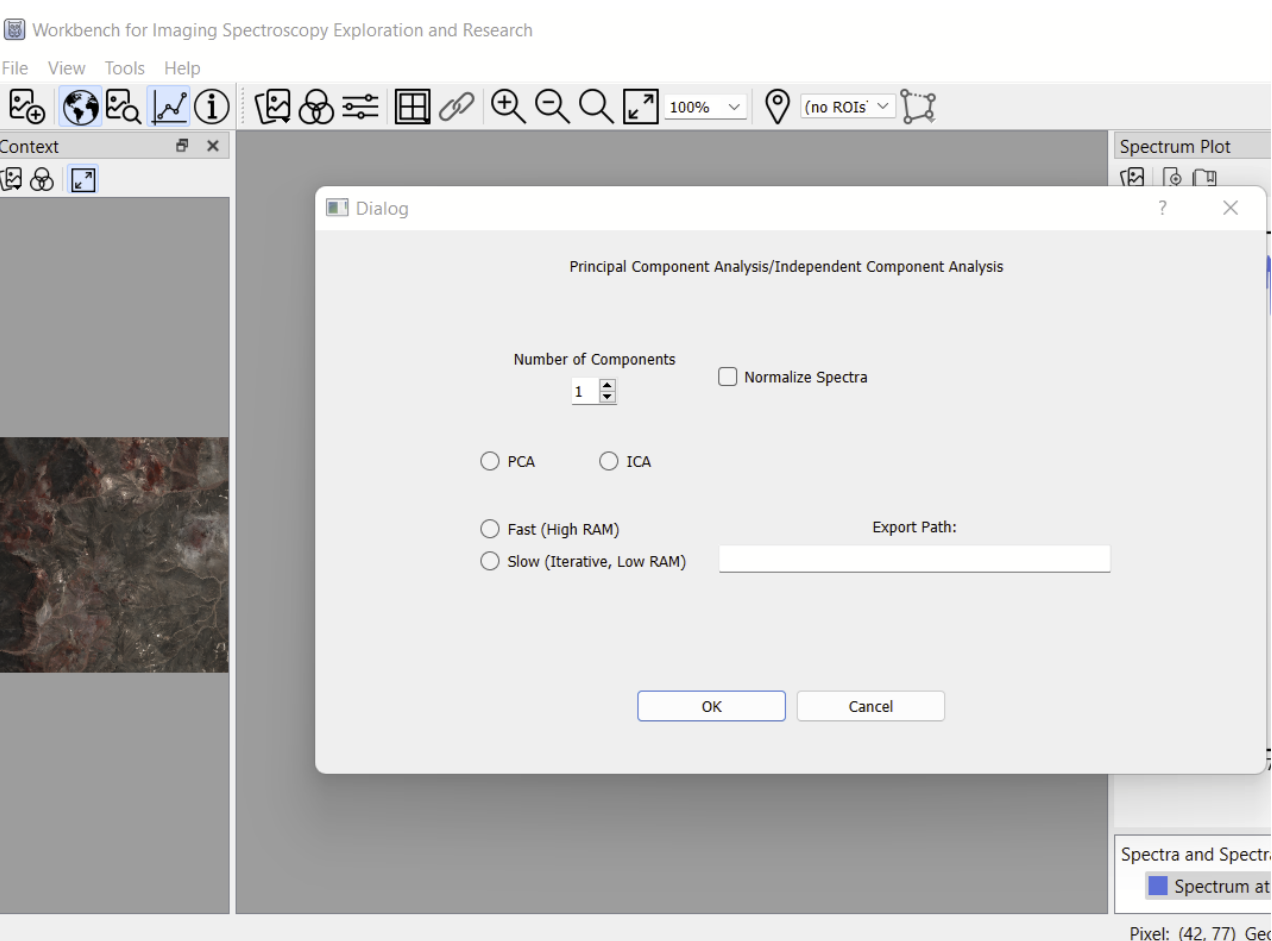 Workbench for Imaging Spectroscopy Exploration and Research
File View Tools Help
100%
(no ROIs
Context
Spectrum Plot
Dialog
?
Principal Component Analysis/Independent Component Analysis
Number of Components
1
Normalize Spectra
PCA
ICA
Fast (High RAM)
Slow (Iterative, Low RAM)
Export Path:
OK
Cancel
Spectra and Spectra
Spectrum at
Pixel: (42, 77) Geo